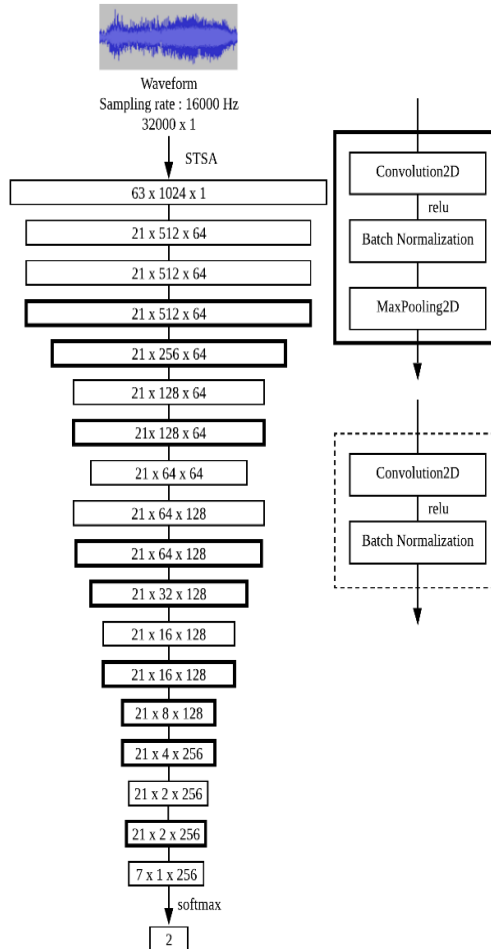 Waveform
Sampling rate : 16000 Hz
32000 x 1
STSA
63 x 1024 x 1
21 x 512 x 64
21 x 512 x 64
21 x 512 x 64
21 x 256 x 64
21 x 128 x 64
21x 128 x 64
21 x 64 x 64
21 x 64 x 128
21 x 64 x 128
21 x 32 x 128
21 x 16 x 128
21 x 16 x 128
21 x 8 x 128
21 x 4 x 256
21 x 2 x 256
21 x 2 x 256
7 x 1 x 256
softmax
2
Convolution2D
relu
Batch Normalization
MaxPooling2D
Convolution2D
relu
Batch Normalization